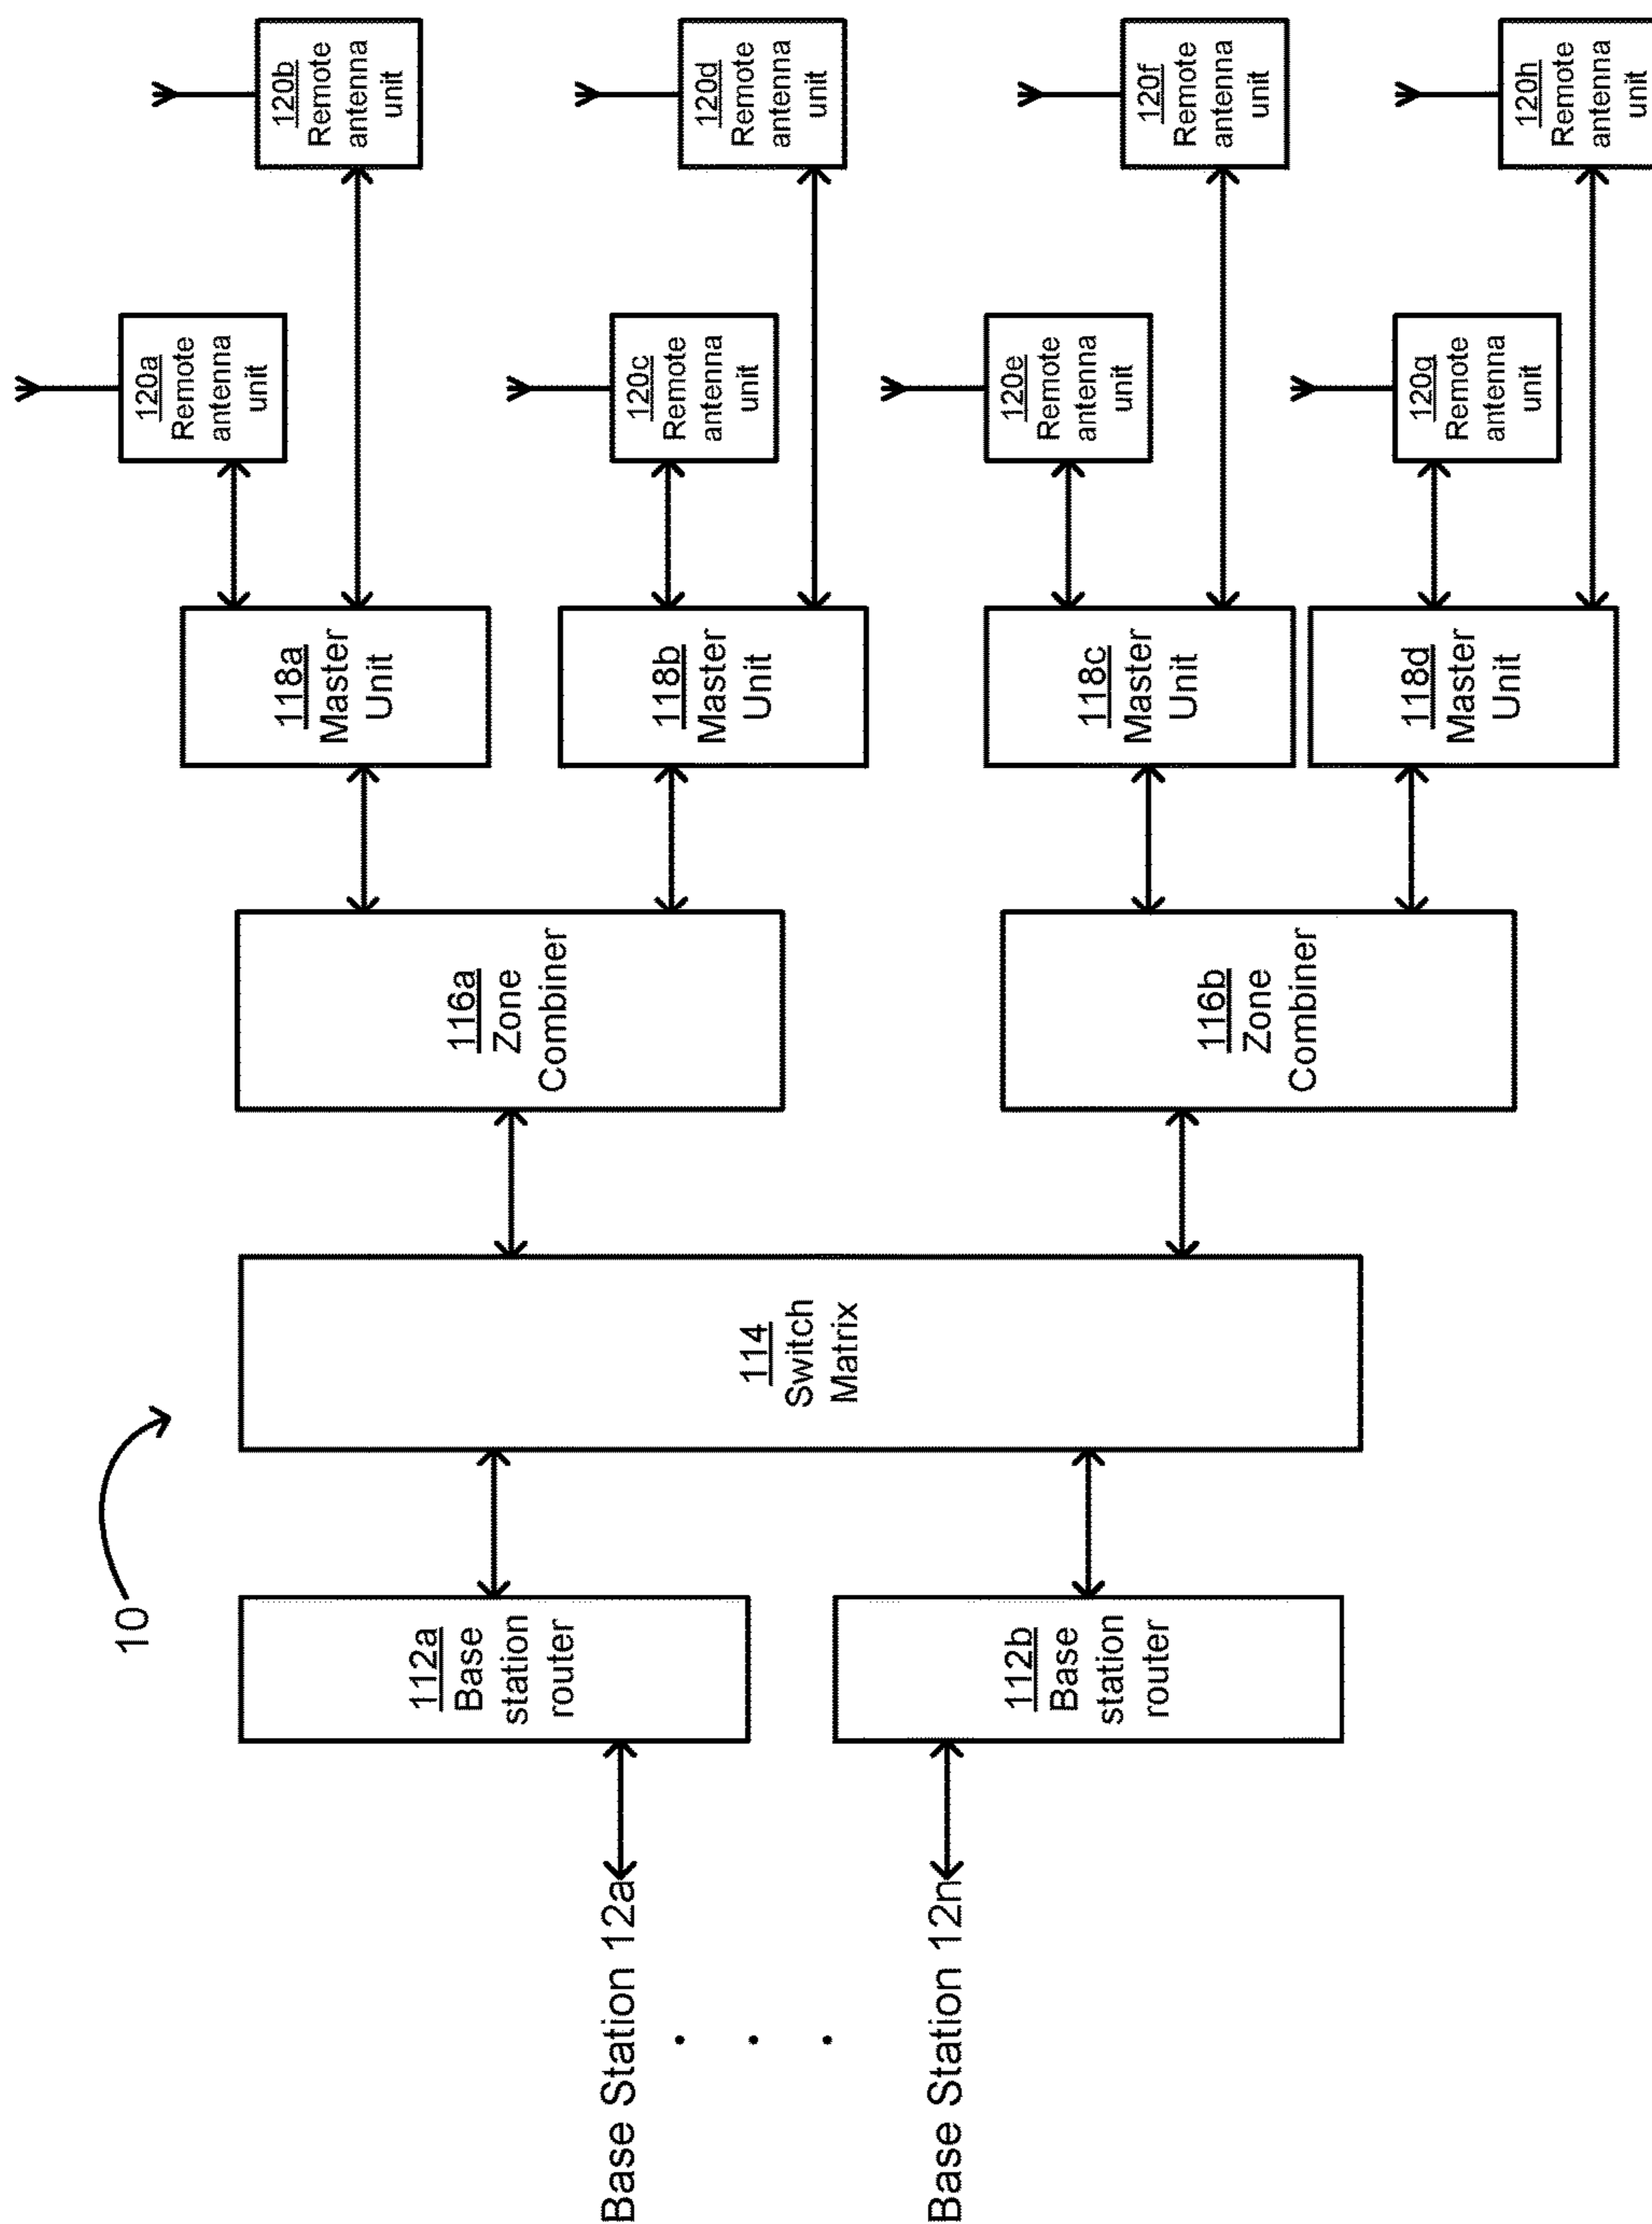 10
Base Station 12a
. . .
Base Station 12n
112a
Base
station
router
112b
Base
station
router
114
Switch
Matrix
116a
Zone
Combiner
116b
Zone
Combiner
118a
Master
Unit
118b
Master
Unit
118c
Master
Unit
118d
Master
Unit
120a
Remote
antenna
unit
120b
Remote
antenna
unit
120c
Remote
antenna
unit
120d
Remote
antenna
unit
120e
Remote
antenna
unit
120f
Remote
antenna
unit
120g
Remote
antenna
unit
120h
Remote
antenna
unit